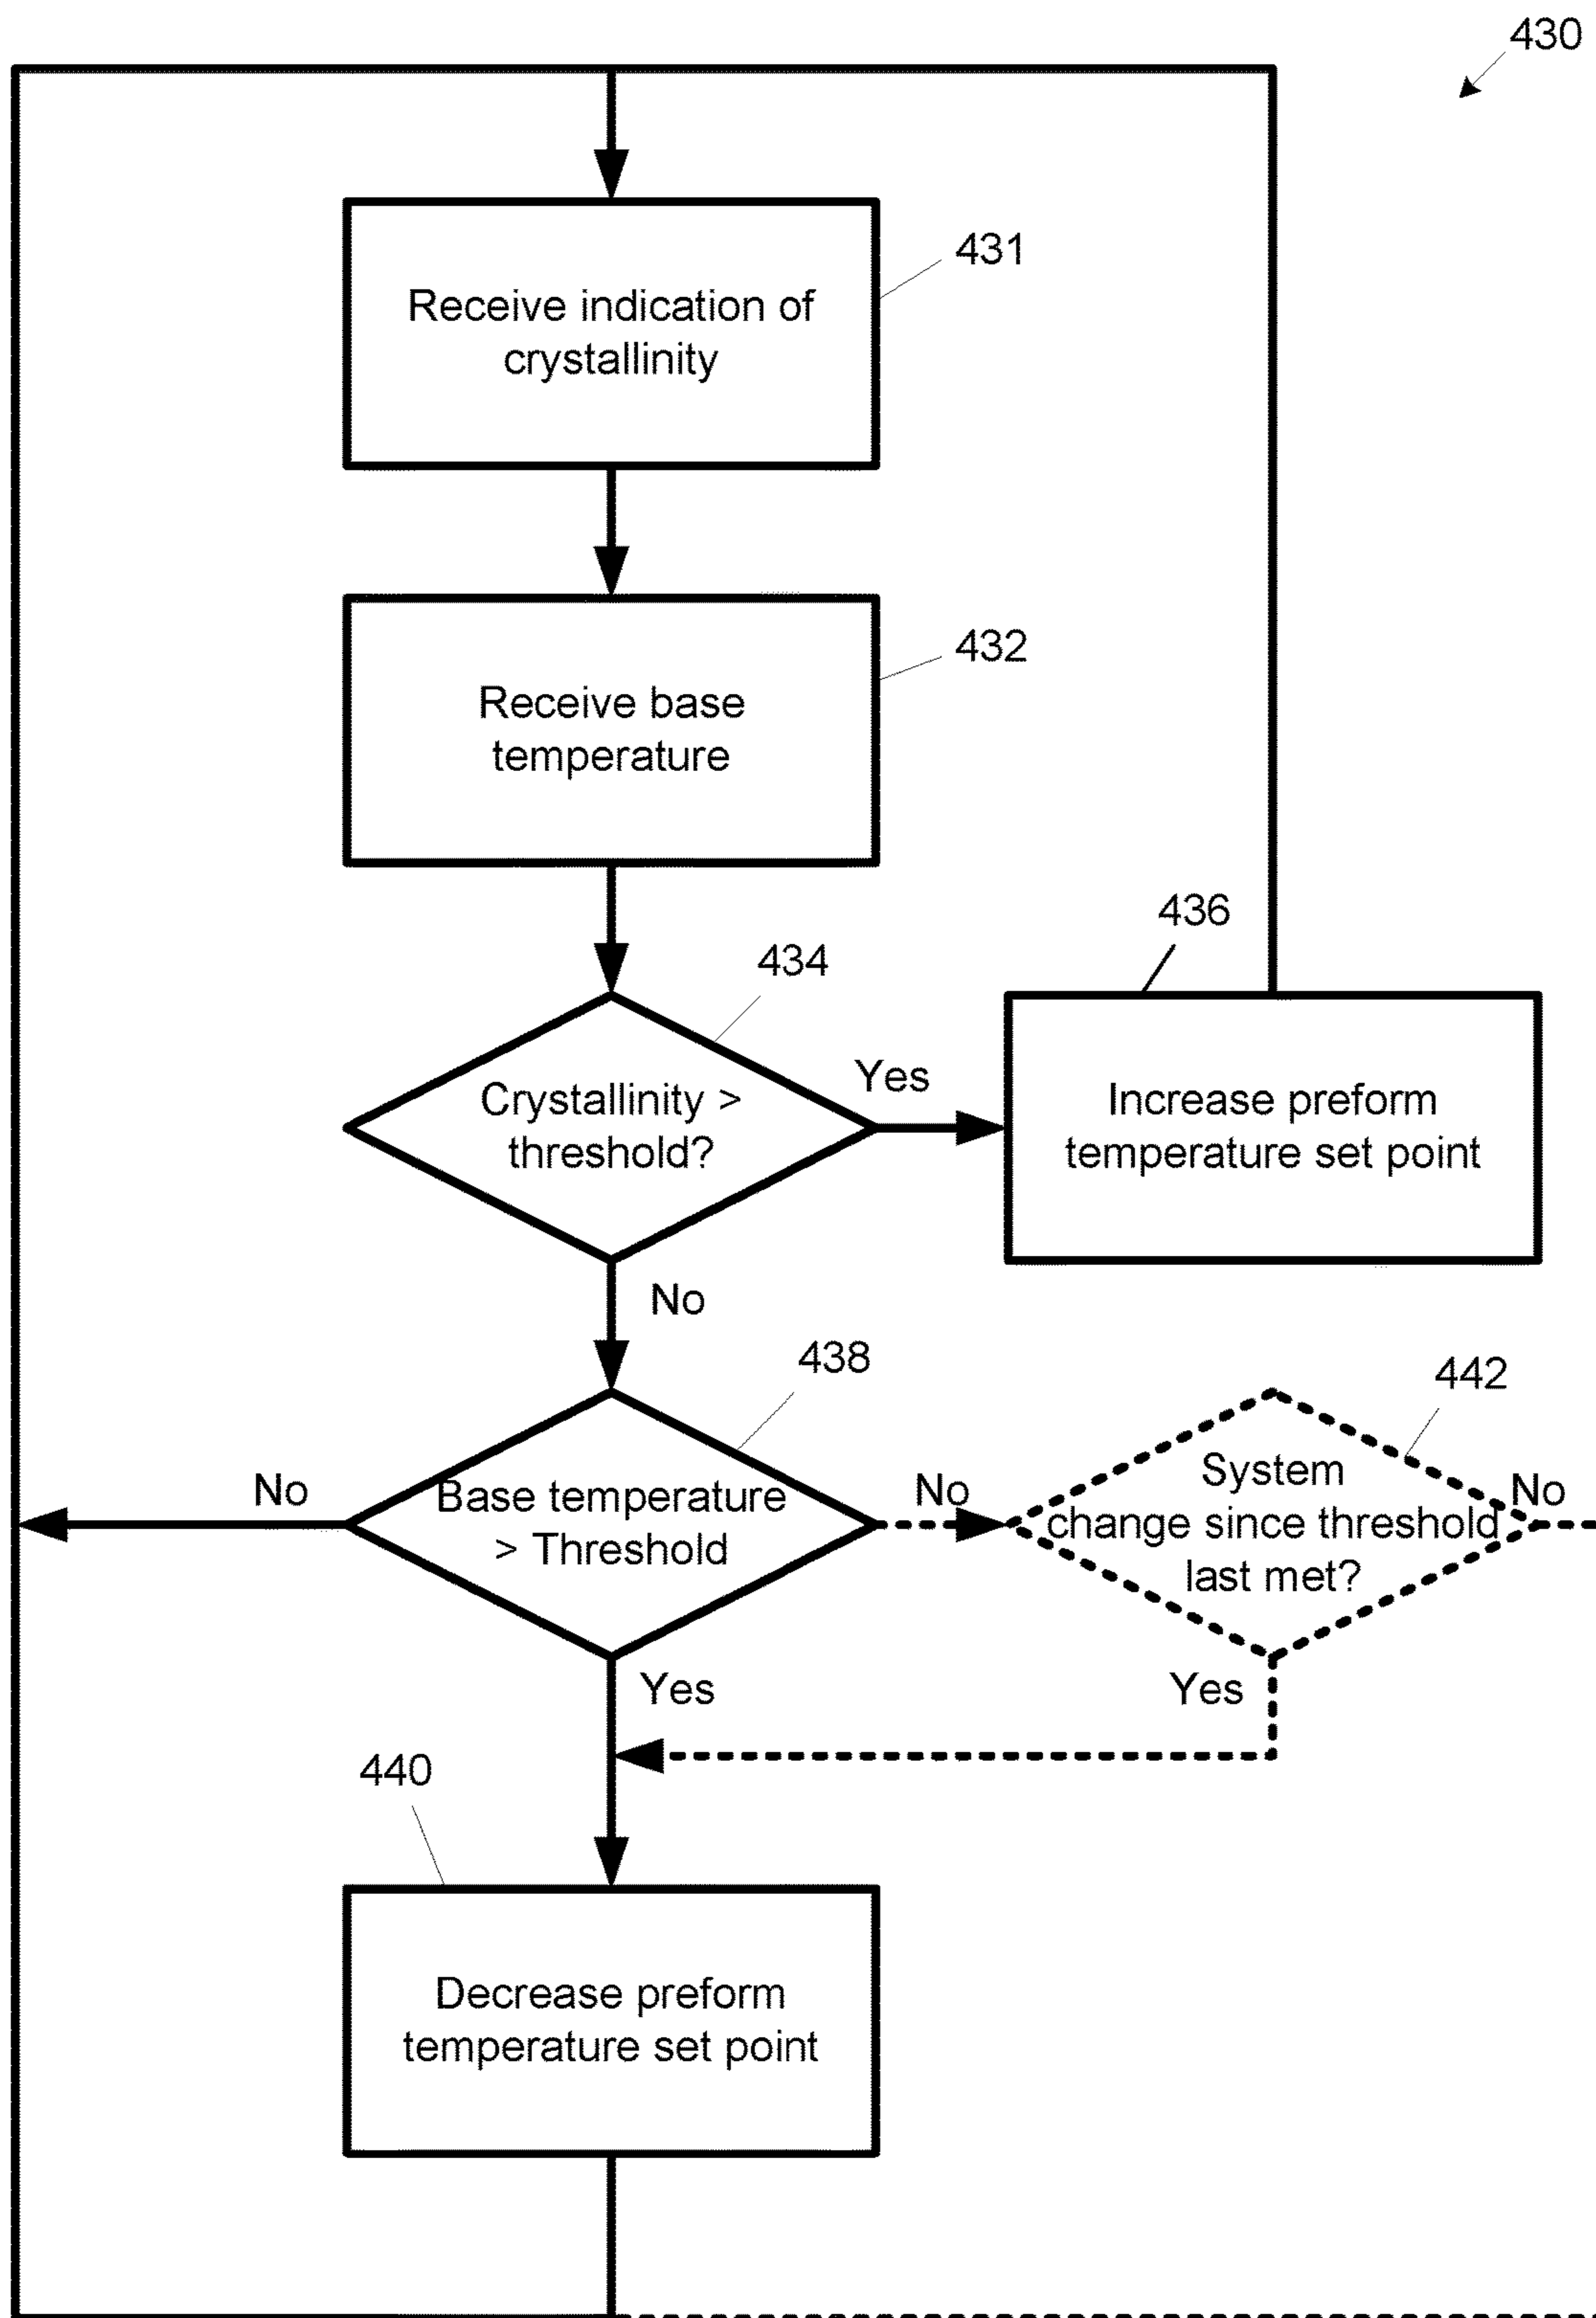 430
431
Receive indication of
crystallinity
432
Receive base
temperature
436
434
Yes
Crystallinity >
threshold?
Increase preform
temperature set point
No
438
442
No
Base temperature
> Threshold
No
System
change since threshold
last met?
No
Yes
Yes
440
Decrease preform
temperature set point